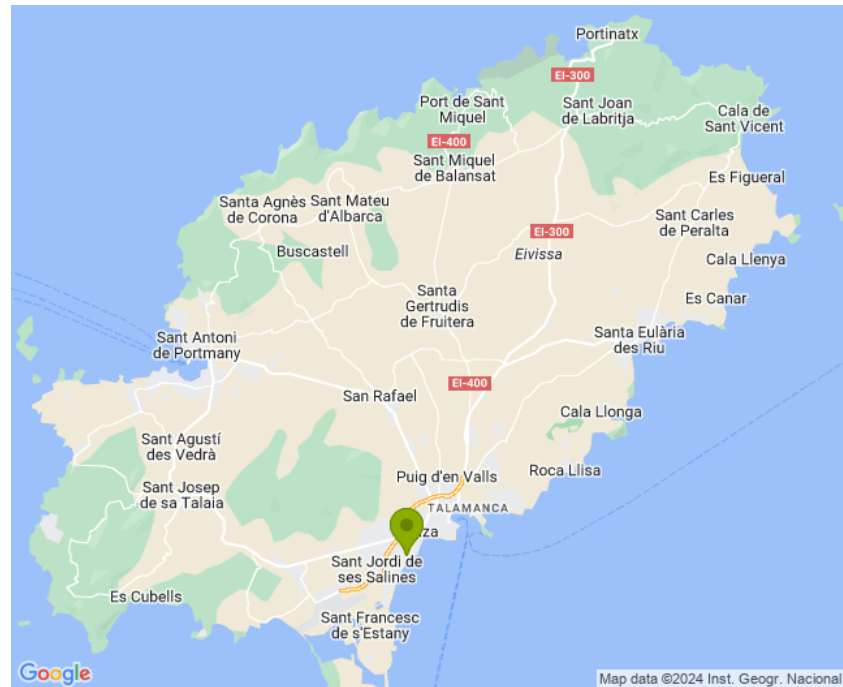 Portinatx
EI-300
Port de Sant
Miquel
Sant Joan
de Labritja
Cala de
Sant Vicent
EI-400
Sant Miquel
de Balansat
Es Figueral
Santa Agnès
de Corona
Sant Mateu
d'Albarca
Sant Carles
de Peralta
EI-300
Buscastell
Eivissa
Cala Llenya
Santa
Gertrudis
de Fruitera
Es Canar
Sant Antoni
de Portmany
Santa Eulària
des Riu
EI-400
San Rafael
Cala Llonga
Sant Agustí
des Vedrà
Roca Llisa
Puig d'en Valls
Sant Josep
de sa Talaia
TALAMANCA
Sant Jordi de
ses Salines
Es Cubells
Sant Francesc
de s'Estany
Google
Map data ©2024 Inst. Geogr. Nacional